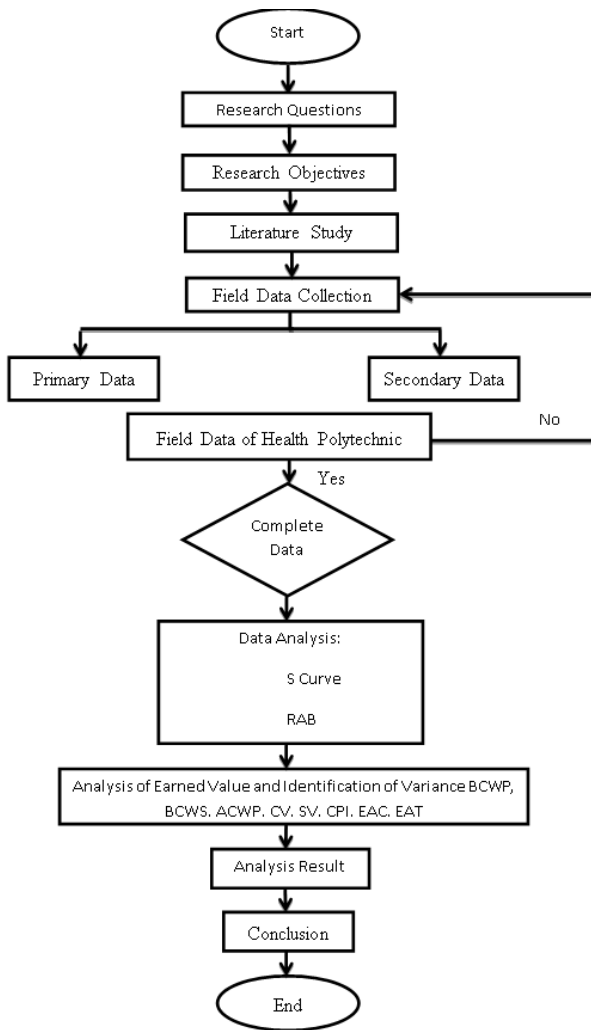 Start
Research Questions
Research Objectives
Literature Study
Field Data Collection
Primary Data
Secondary Data
Field Data of Health Polytechnic
No
Yes
Complete
Data
Data Analysis:
S Curve
RAB
Analysis of Earned Value and Identification of Variance BCWP,
BCWS. ACWP. CV. SV. CPI. EAC. EAT
Analysis Result
Conclusion
End